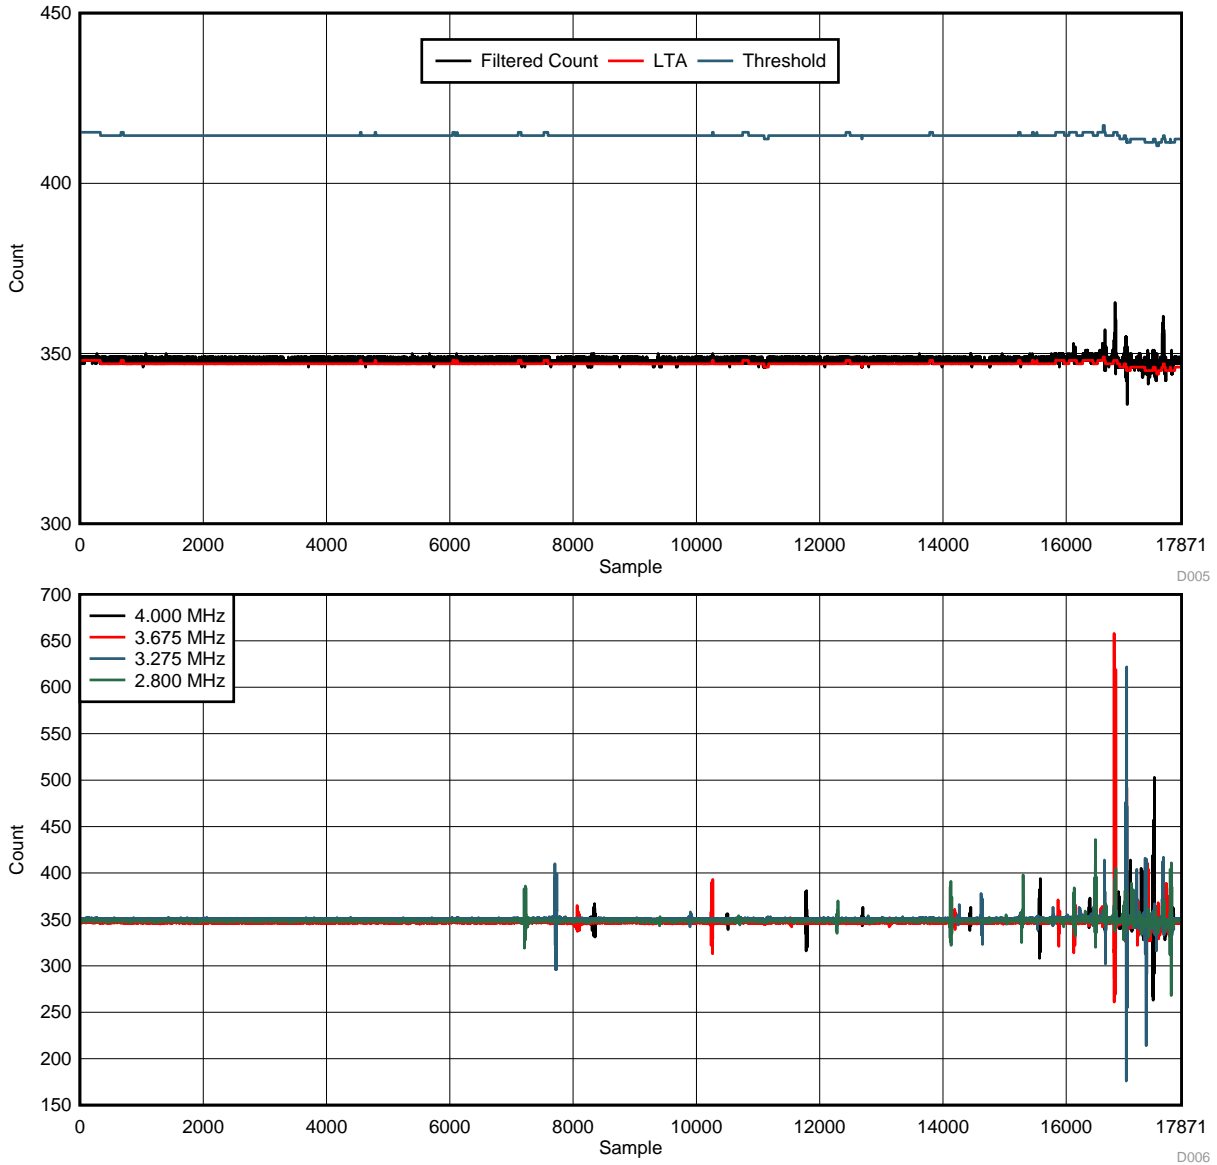 450
Filtered Count LTA Threshold
400
Count
350
300
0 2000 4000 6000 8000 10000 12000 14000 16000 17871
Sample
D005
700
4.000 MHz
650
3.675 MHz
3.275 MHz
600
2.800 MHz
550
500
Count
450
400
350
300
250
200
150
0 2000 4000 6000 8000 10000 12000 14000 16000 17871
Sample
D006